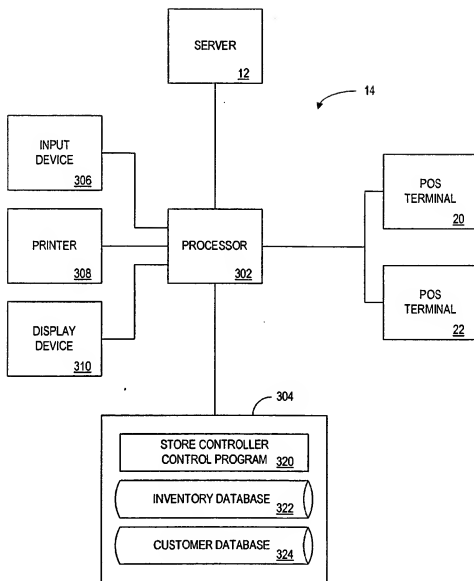 SERVER
12
14
INPUT
DEVICE
306
POS
TERMINAL
20
PRINTER
308
PROCESSOR
302
POS
TERMINAL
22
DISPLAY
DEVICE
310
304
STORE CONTROLLER
CONTROL PROGRAM 320
INVENTORY DATABASE 322
CUSTOMER DATABASE 324